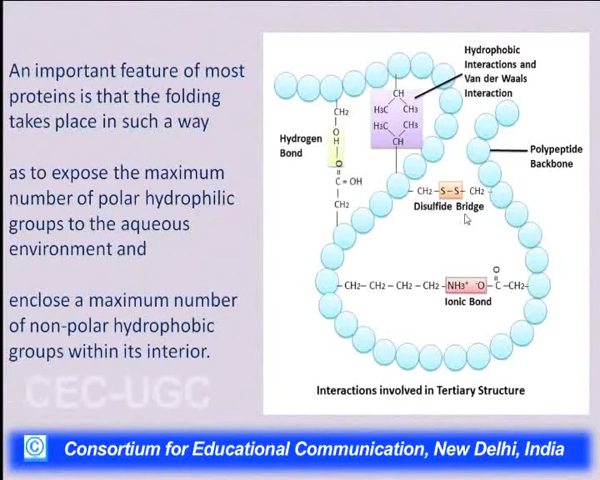 An important feature of most
proteins is that the folding
takes place in such a way
as to expose the maximum
number of polar hydrophilic
groups to the aqueous
environment and
enclose a maximum number
of non-polar hydrophobic
groups within its interior.
CEC-UGC
Hydrophobic
Interactions and
Van der Waals
Interaction
CH
H₃C CH₃
H₃C CH₃
CH
Hydrogen
Bond
CH₂
O
H
O
C = OH
CH₂
Polypeptide
Backbone
CH₂ –S–S– CH₂
Disulfide Bridge
–CH₂– CH₂– CH₂– CH₂ –NH₃⁺ ⁻O–C–CH₂–
O
Ionic Bond
Interactions involved in Tertiary Structure
© Consortium for Educational Communication, New Delhi, India